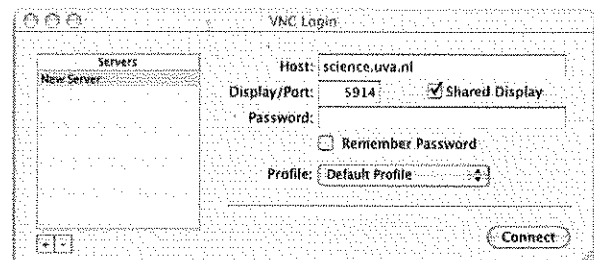 VNC Login
Servers
New Server
Host: science.uva.nl
Display/Port: 5914
Shared Display
Password:
Remember Password
Profile: Default Profile
+ -
Connect